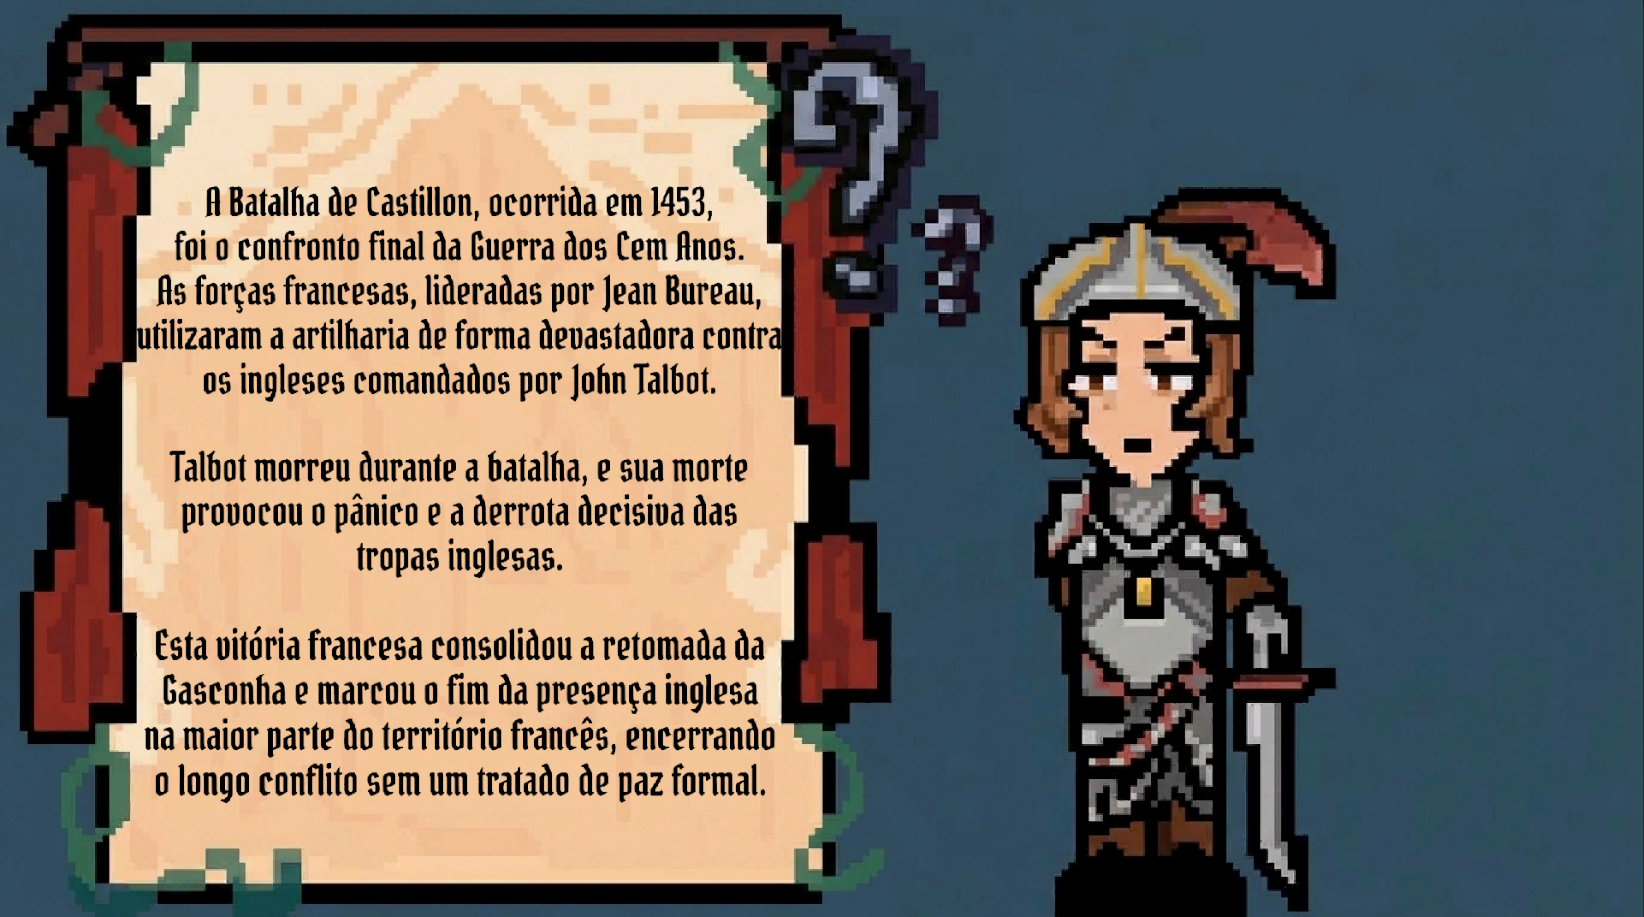 A Batalha de Castillon, ocorrida em 1453,
foi o confronto final da Guerra dos Cem Anos.
As forças francesas, lideradas por Jean Bureau,
utilizaram a artilharia de forma devastadora contra
os ingleses comandados por John Talbot.
Talbot morreu durante a batalha, e sua morte
provocou o pânico e a derrota decisiva das
tropas inglesas.
Esta vitória francesa consolidou a retomada da
Gasconha e marcou o fim da presença inglesa
na maior parte do território francês, encerrando
o longo conflito sem um tratado de paz formal.